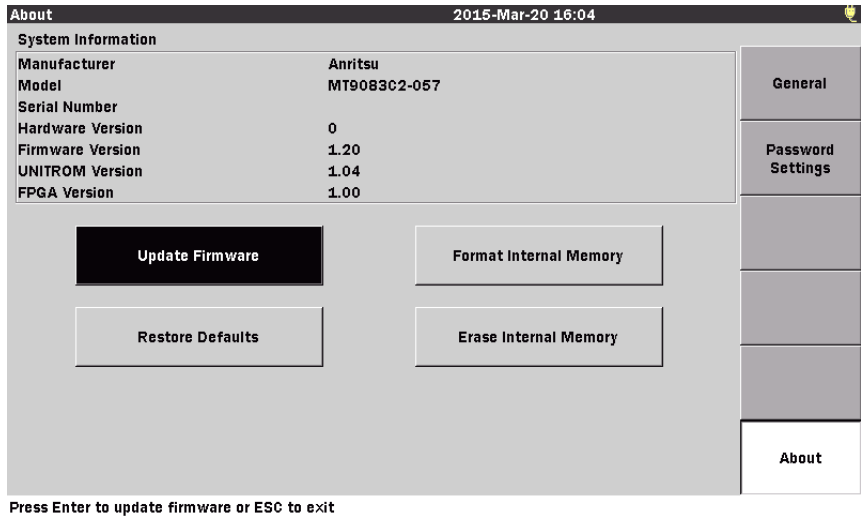 About 2015-Mar-20 16:04
System Information
Manufacturer Anritsu
Model MT9083C2-057
Serial Number
Hardware Version 0
Firmware Version 1.20
UNITROM Version 1.04
FPGA Version 1.00
Update Firmware
Format Internal Memory
Restore Defaults
Erase Internal Memory
General
Password
Settings
About
Press Enter to update firmware or ESC to exit